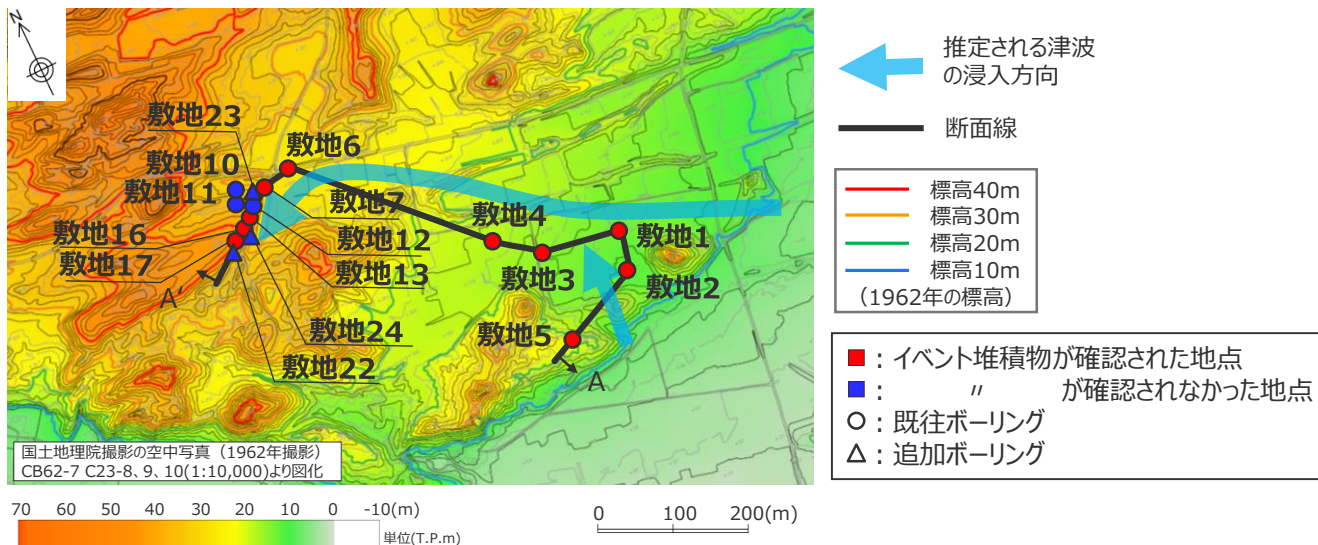 N
敷地23
敷地10
敷地6
敷地11
敷地7
敷地4
敷地1
敷地16
敷地12
敷地17
敷地13
敷地3
敷地2
A'
敷地24
敷地5
敷地22
A
国土地理院撮影の空中写真（1962年撮影）
CB62-7 C23-8、9、10(1:10,000)より図化
70 60 50 40 30 20 10 0 -10(m)
単位(T.P.m)
0 100 200(m)
推定される津波
の浸入方向
断面線
標高40m
標高30m
標高20m
標高10m
（1962年の標高）
■：イベント堆積物が確認された地点
■：　　〃　　が確認されなかった地点
○：既往ボーリング
△：追加ボーリング